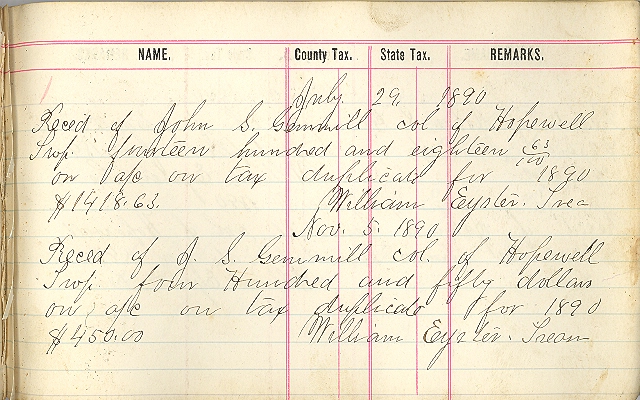 NAME. County Tax. State Tax. REMARKS.
July. 29, 1890
Reced of John S. Gemmill col of Hopewell
Twp. fourteen hundred and eighteen 63/100
on a/c on tax duplicate for 1890
$1418.63. William Eyster. Trea
Nov. 5. 1890
Reced of J. S. Gemmill col. of Hopewell
Twp four Hundred and fifty dollars
on a/c on tax duplicate for 1890
$450.00 William Eyster. Treas